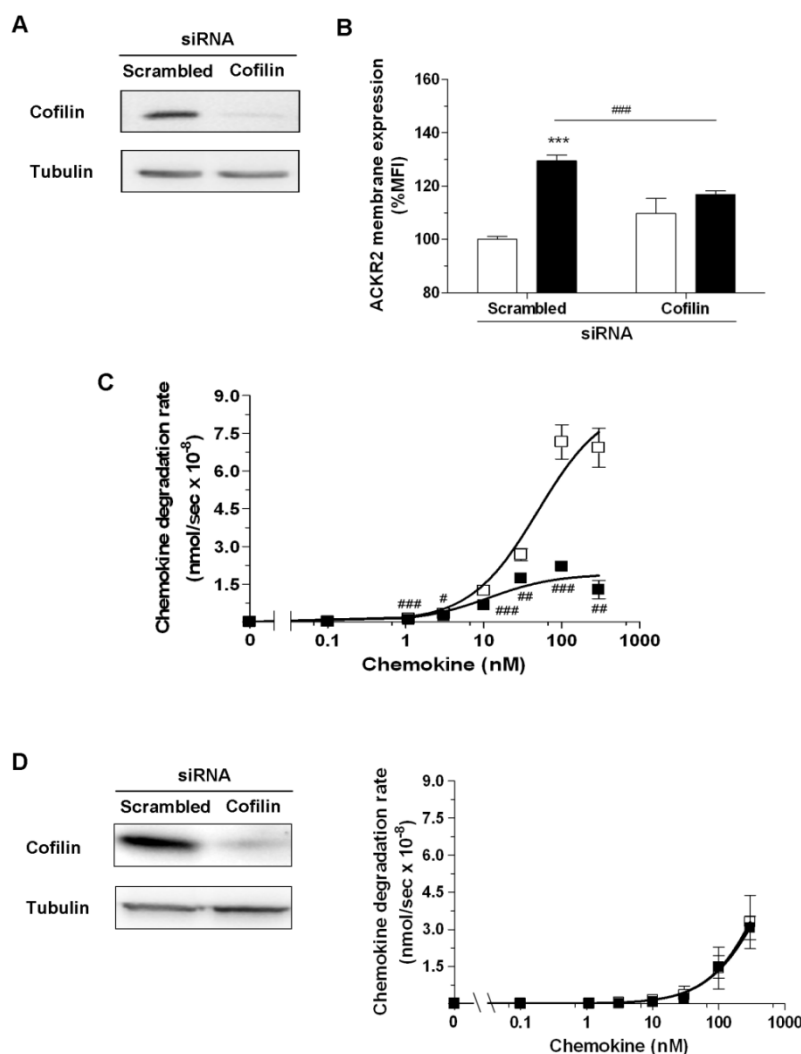 A
siRNA
Scrambled Cofilin
Cofilin
Tubulin
B
ACKR2 membrane expression
(%MFI)
160
140
120
100
80
***
###
Scrambled Cofilin
siRNA
C
Chemokine degradation rate
(nmol/sec x 10-8)
9.0
7.5
6.0
4.5
3.0
1.5
### # ### ## ### ##
0 0.1 1 10 100 1000
Chemokine (nM)
D
siRNA
Scrambled Cofilin
Cofilin
Tubulin
Chemokine degradation rate
(nmol/sec x 10-8)
9.0
7.5
6.0
4.5
3.0
1.5
0 0.1 1 10 100 1000
Chemokine (nM)